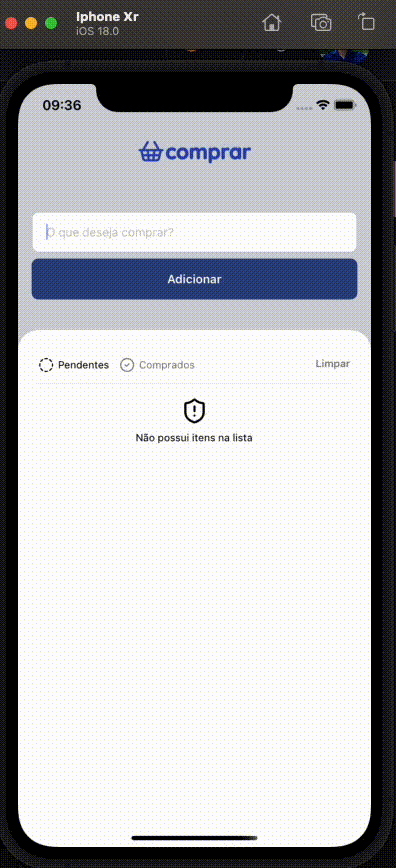 Iphone Xr
iOS 18.0
09:36
comprar
O que deseja comprar?
Adicionar
Pendentes
Comprados
Limpar
Não possui itens na lista